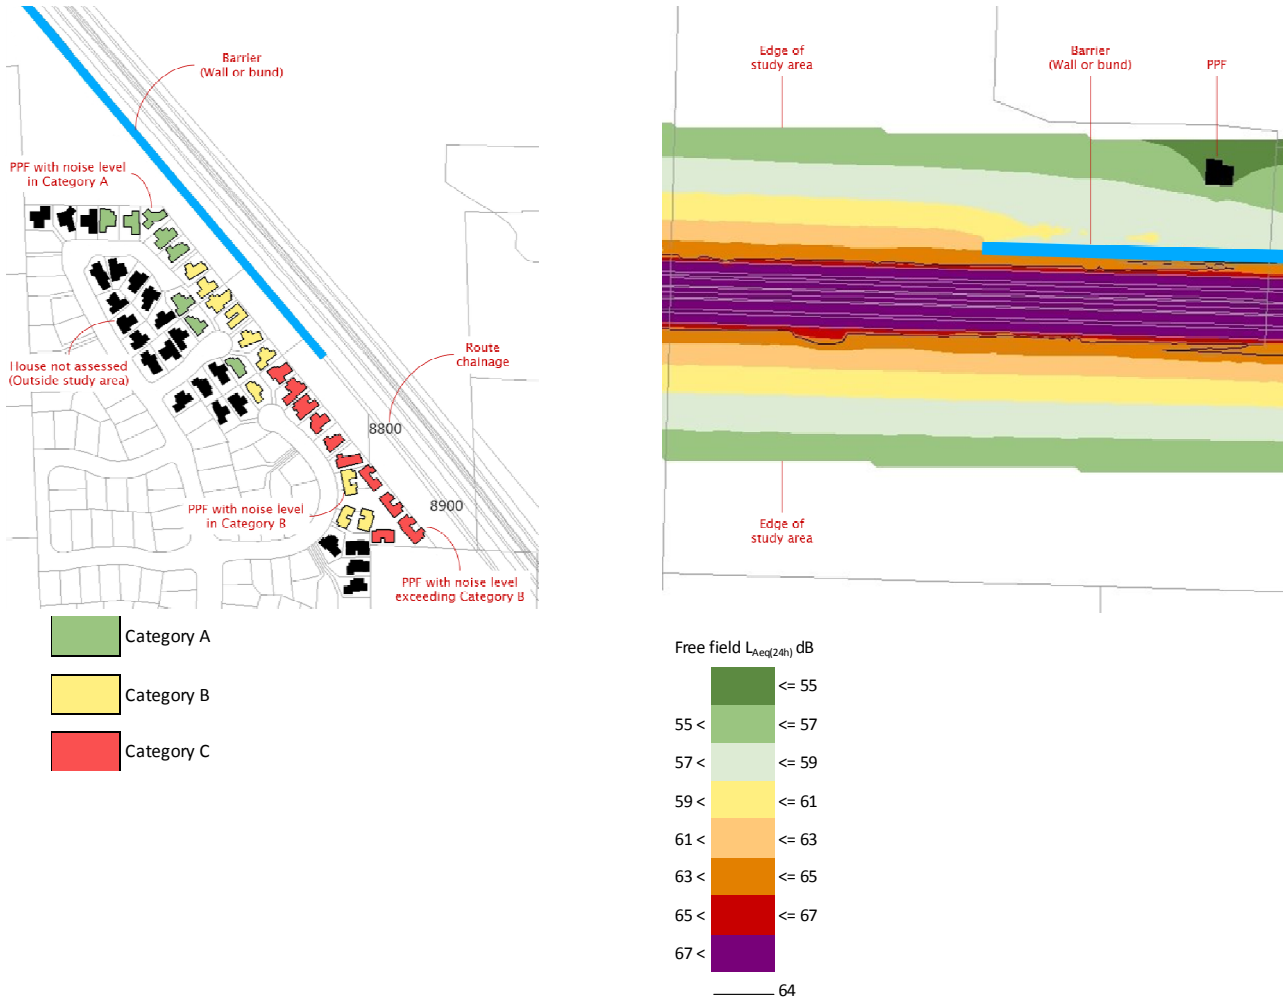 Barrier
(Wall or bund)
PPF with noise level
in Category A
House not assessed
(Outside study area)
Route
chainage
8800
8900
PPF with noise level
in Category B
PPF with noise level
exceeding Category B
Category A
Category B
Category C
Edge of
study area
Barrier
(Wall or bund)
PPF
Edge of
study area
Free field LAeq(24h) dB
<= 55
55 < <= 57
57 < <= 59
59 < <= 61
61 < <= 63
63 < <= 65
65 < <= 67
67 <
64